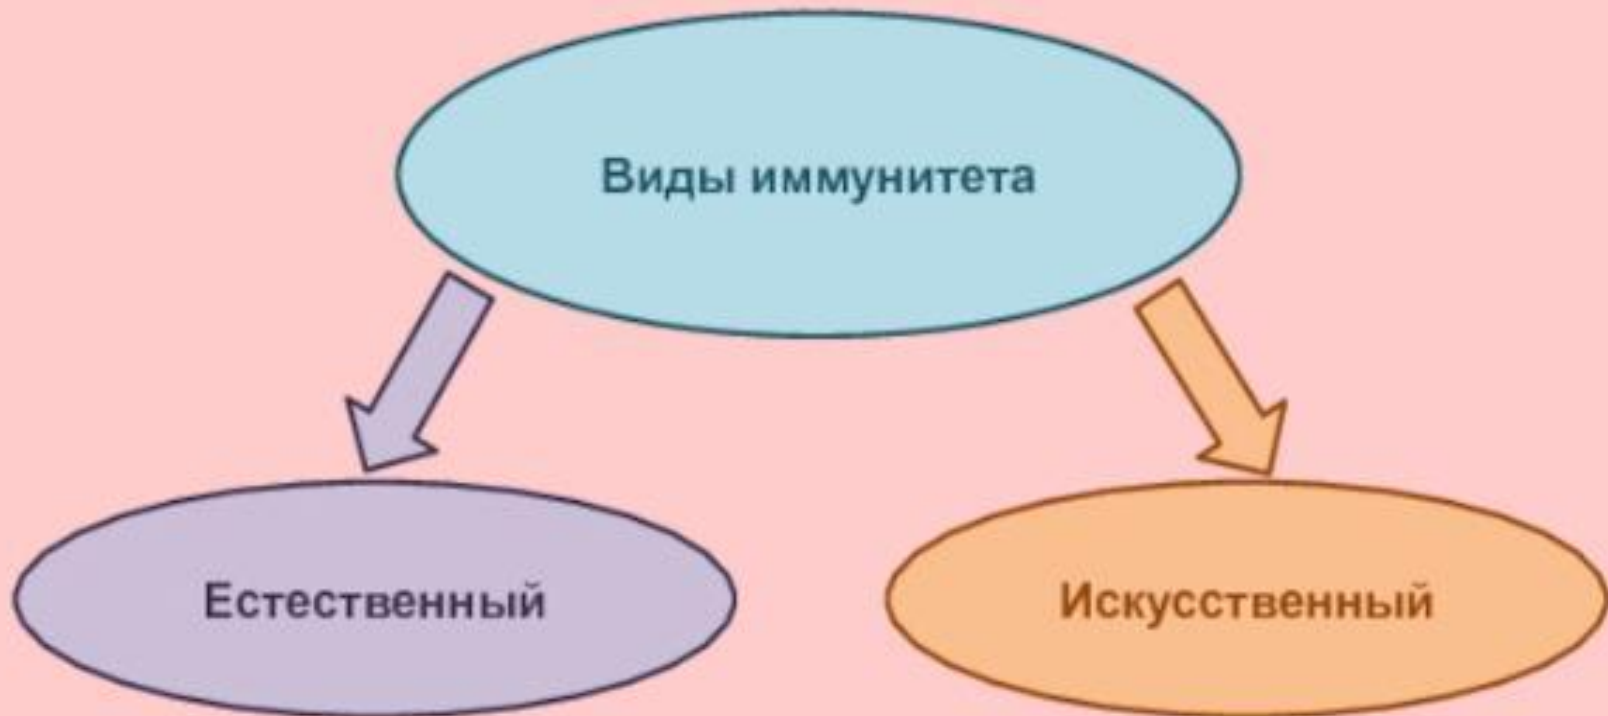 Виды иммунитета
Естественный
Искусственный